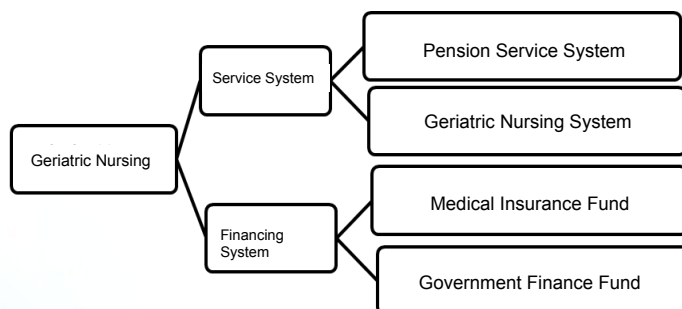 Pension Service System
Service System
Geriatric Nursing System
Geriatric Nursing
Medical Insurance Fund
Financing
System
Government Finance Fund